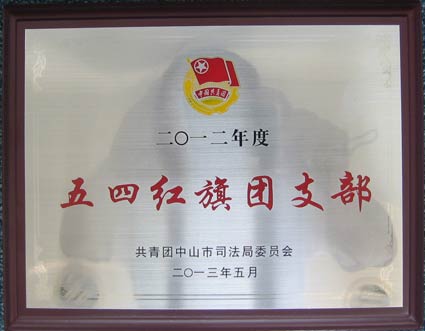 中国共青团
二〇一二年度
五四红旗团支部
共青团中山市司法局委员会
二〇一三年五月